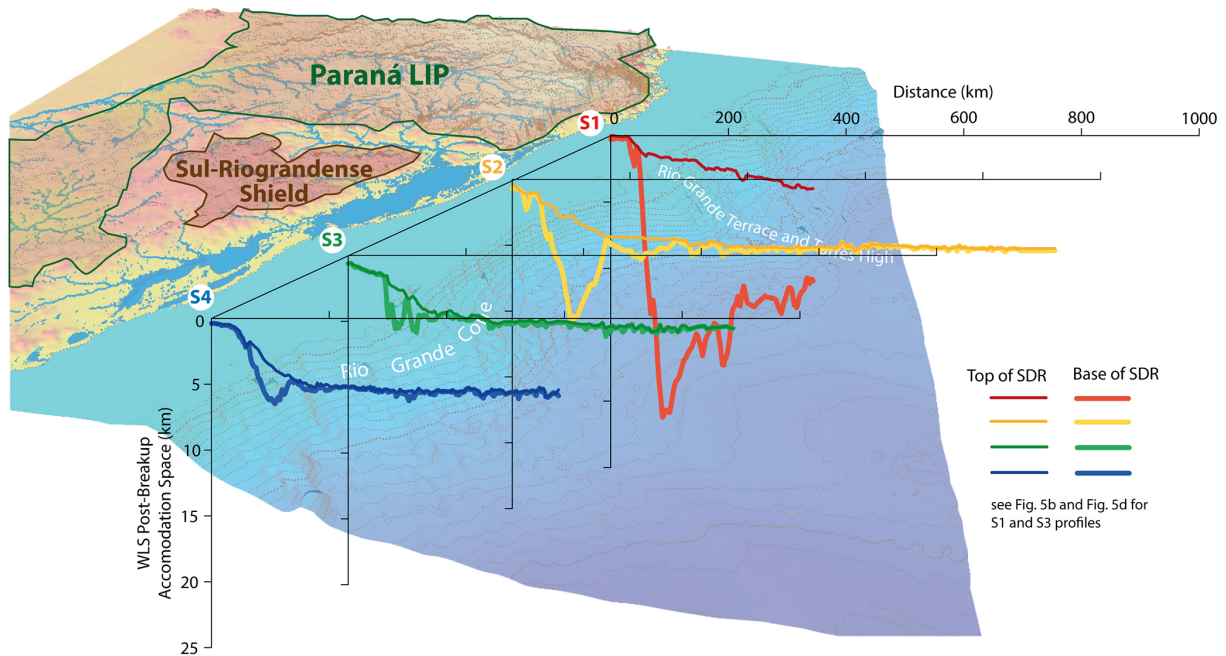 Paraná LIP
Distance (km)
S1
0
200
400
600
800
1000
Sul-Riograndense
Shield
S2
Rio Grande Terrace and Torres High
S3
S4
Rio Grande Cone
0
5
10
15
20
25
WLS Post-Breakup
Accomodation Space (km)
Top of SDR
Base of SDR
see Fig. 5b and Fig. 5d for
S1 and S3 profiles